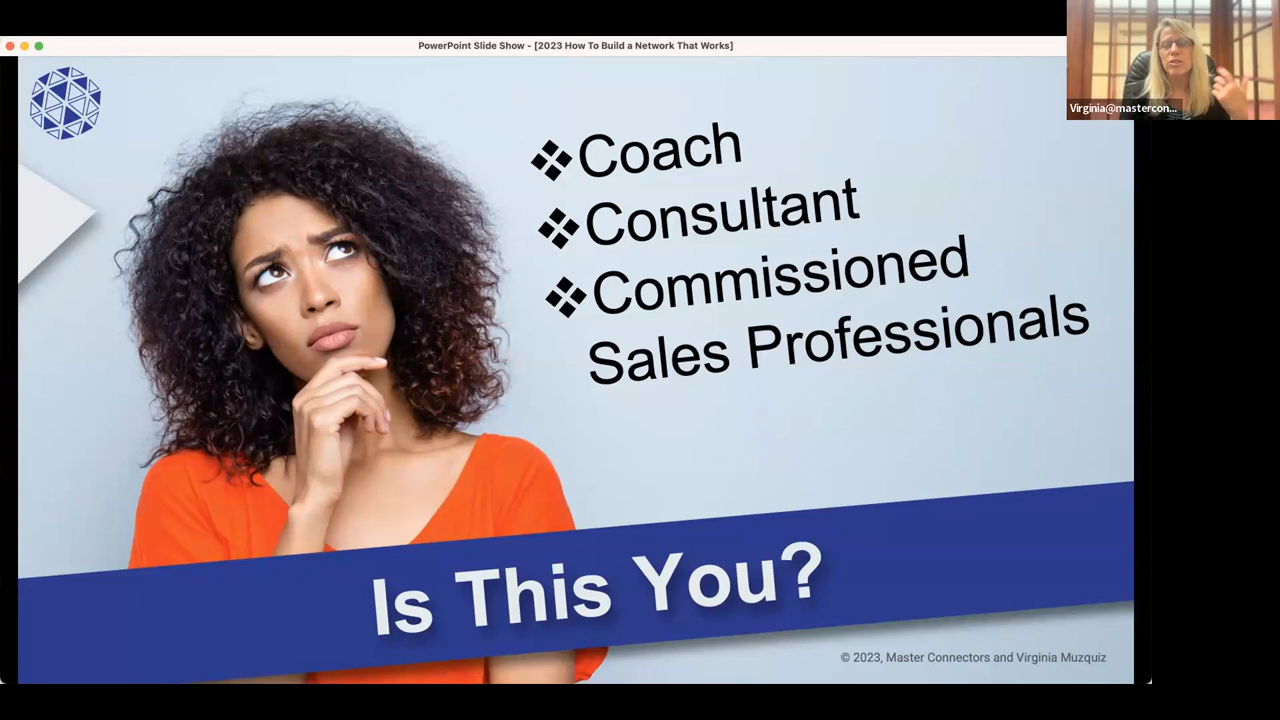 PowerPoint Slide Show - [2023 How To Build a Network That Works]
Virginia@mastercon...
❖Coach
❖Consultant
❖Commissioned
Sales Professionals
Is This You?
© 2023, Master Connectors and Virginia Muzquiz